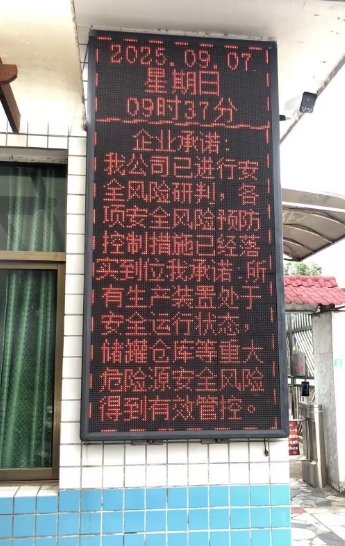 2025.09.07
星期日
09时37分
企业承诺:
我公司已进行安
全风险研判，各
项安全风险预防
控制措施已经落
实到位我承诺:所
有生产装置处于
安全运行状态，
储罐仓库等重大
危险源安全风险
得到有效管控。